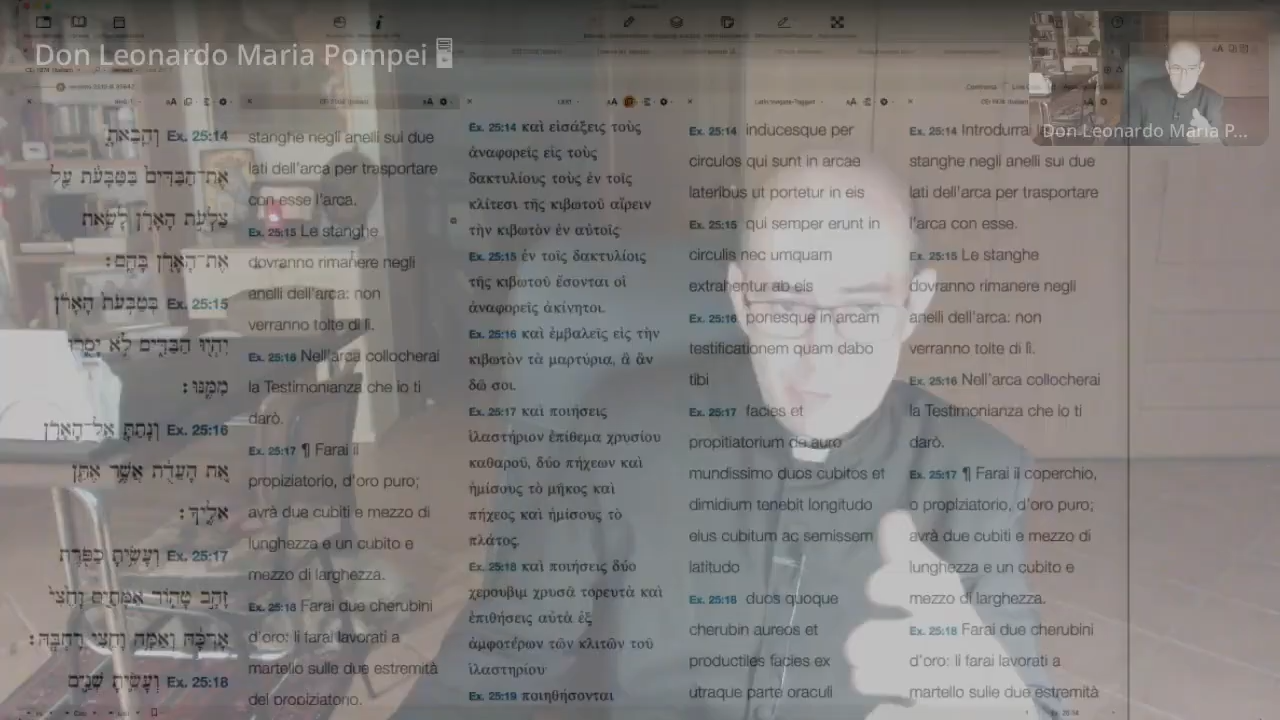 Don Leonardo Maria Pompei
Don Leonardo Maria P...
Ex. 25:14 וְהֵבֵאתָ
אֶת־הַבַּדִּים בַּטַּבָּעֹת עַל
צַלְעֹת הָאָרֹן לָשֵׂאת
אֶת־הָאָרֹן בָּהֶם׃
Ex. 25:15 בְּטַבְּעֹת הָאָרֹן
יִהְיוּ הַבַּדִּים לֹא יָסֻרוּ
מִמֶּנּוּ׃
Ex. 25:16 וְנָתַתָּ אֶל־הָאָרֹן
אֵת הָעֵדֻת אֲשֶׁר אֶתֵּן
אֵלֶיךָ׃
Ex. 25:17 וְעָשִׂיתָ כַפֹּרֶת
זָהָב טָהוֹר אַמָּתַיִם וָחֵצִי
אָרְכָּהּ וְאַמָּה וָחֵצִי רָחְבָּהּ׃
Ex. 25:18 וְעָשִׂיתָ שְׁנַיִם
stanghe negli anelli sui due
lati dell'arca per trasportare
con esse l'arca.
Ex. 25:15 Le stanghe
dovranno rimanere negli
anelli dell'arca: non
verranno tolte di lì.
Ex. 25:16 Nell'arca collocherai
la Testimonianza che io ti
darò.
Ex. 25:17 ¶ Farai il
propiziatorio, d'oro puro;
avrà due cubiti e mezzo di
lunghezza e un cubito e
mezzo di larghezza.
Ex. 25:18 Farai due cherubini
d'oro: li farai lavorati a
martello sulle due estremità
del propiziatorio.
Ex. 25:14 καὶ εἰσάξεις τοὺς
ἀναφορεῖς εἰς τοὺς
δακτυλίους τοὺς ἐν τοῖς
κλίτεσι τῆς κιβωτοῦ αἴρειν
τὴν κιβωτὸν ἐν αὐτοῖς·
Ex. 25:15 ἐν τοῖς δακτυλίοις
τῆς κιβωτοῦ ἔσονται οἱ
ἀναφορεῖς ἀκίνητοι.
Ex. 25:16 καὶ ἐμβαλεῖς εἰς τὴν
κιβωτὸν τὰ μαρτύρια, ἃ ἂν
δῶ σοι.
Ex. 25:17 καὶ ποιήσεις
ἱλαστήριον ἐπίθεμα χρυσίου
καθαροῦ, δύο πήχεων καὶ
ἡμίσους τὸ μῆκος καὶ
πήχεος καὶ ἡμίσους τὸ
πλάτος.
Ex. 25:18 καὶ ποιήσεις δύο
χερουβιμ χρυσᾶ τορευτὰ καὶ
ἐπιθήσεις αὐτὰ ἐξ
ἀμφοτέρων τῶν κλιτῶν τοῦ
ἱλαστηρίου·
Ex. 25:19 ποιηθήσονται
Ex. 25:14 inducesque per
circulos qui sunt in arcae
lateribus ut portetur in eis
Ex. 25:15 qui semper erunt in
circulis nec umquam
extrahentur ab eis
Ex. 25:16 ponesque in arcam
testificationem quam dabo
tibi
Ex. 25:17 facies et
propitiatorium de auro
mundissimo duos cubitos et
dimidium tenebit longitudo
eius cubitum ac semissem
latitudo
Ex. 25:18 duos quoque
cherubin aureos et
productiles facies ex
utraque parte oraculi
Ex. 25:14 Introdurrai
stanghe negli anelli sui due
lati dell'arca per trasportare
l'arca con esse.
Ex. 25:15 Le stanghe
dovranno rimanere negli
anelli dell'arca: non
verranno tolte di lì.
Ex. 25:16 Nell'arca collocherai
la Testimonianza che io ti
darò.
Ex. 25:17 ¶ Farai il coperchio,
o propiziatorio, d'oro puro;
avrà due cubiti e mezzo di
lunghezza e un cubito e
mezzo di larghezza.
Ex. 25:18 Farai due cherubini
d'oro: li farai lavorati a
martello sulle due estremità